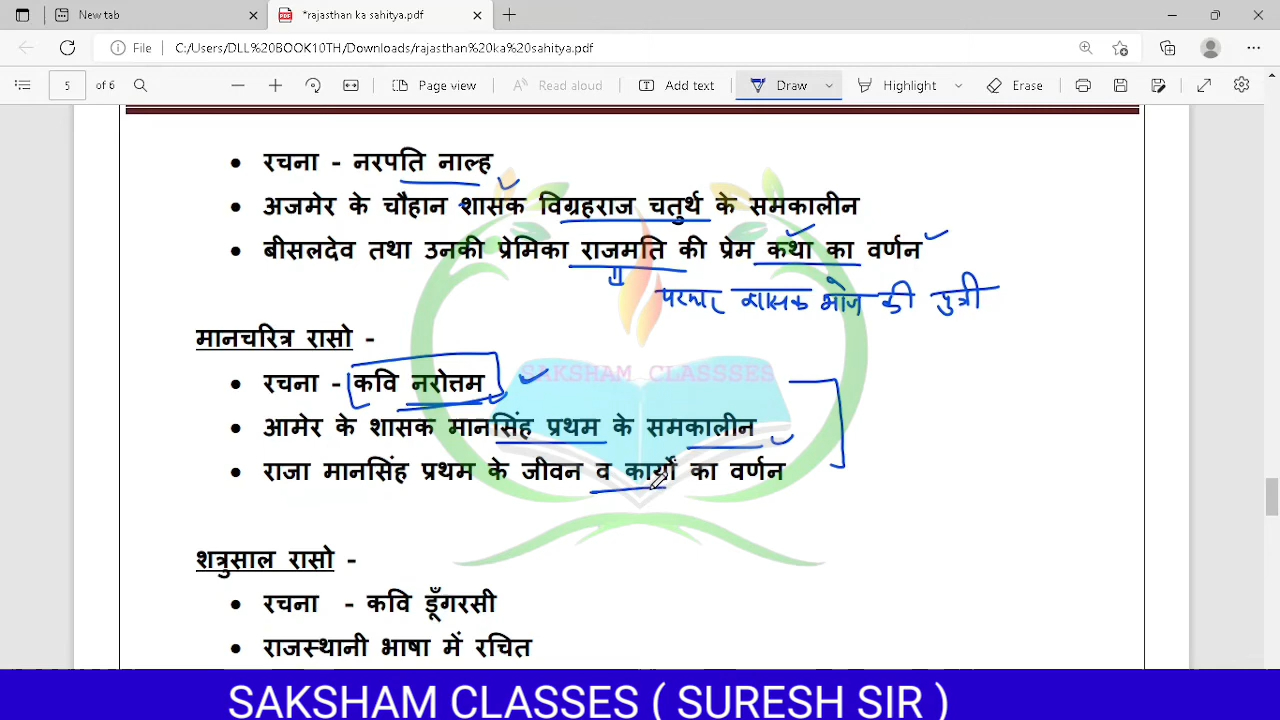 New tab
*rajasthan ka sahitya.pdf
File
C:/Users/DLL%20BOOK10TH/Downloads/rajasthan%20ka%20sahitya.pdf
5 of 6
Page view
Read aloud
Add text
Draw
Highlight
Erase
• रचना - नरपति नाल्ह
• अजमेर के चौहान शासक विग्रहराज चतुर्थ के समकालीन
• बीसलदेव तथा उनकी प्रेमिका राजमति की प्रेम कथा का वर्णन
परमार शासक भोज की पुत्री
मानचरित्र रासो -
SAKSHAM CLASSSES
• रचना - कवि नरोत्तम
• आमेर के शासक मानसिंह प्रथम के समकालीन
• राजा मानसिंह प्रथम के जीवन व कार्यों का वर्णन
शत्रुसाल रासो -
• रचना - कवि डूँगरसी
• राजस्थानी भाषा में रचित
SAKSHAM CLASSES ( SURESH SIR )